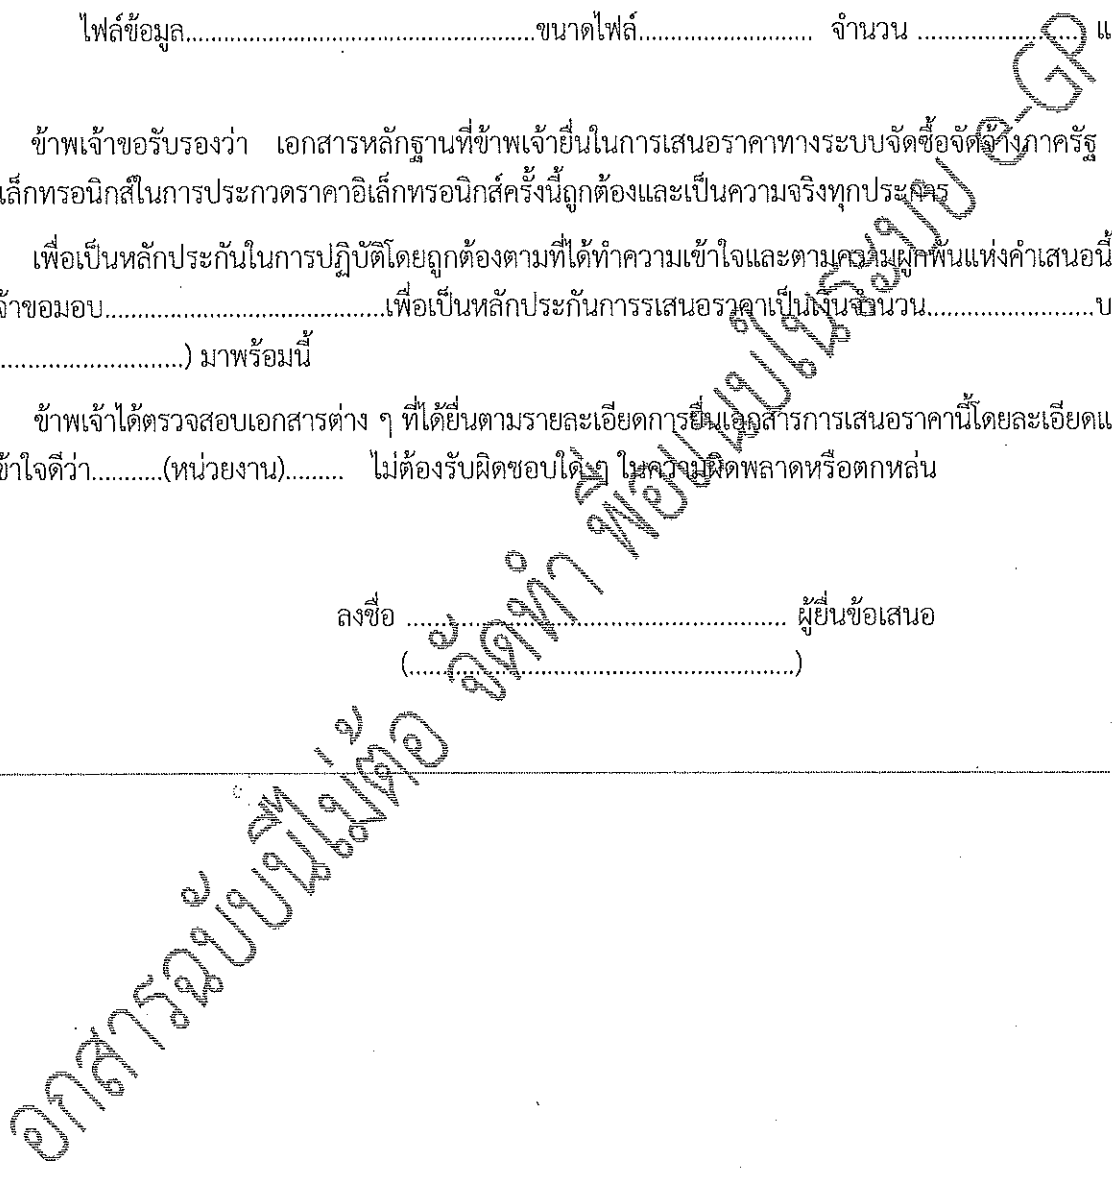 ไฟล์ข้อมูล........................................................ขนาดไฟล์............................ จำนวน .......................... แ
ข้าพเจ้าขอรับรองว่า เอกสารหลักฐานที่ข้าพเจ้ายื่นในการเสนอราคาทางระบบจัดซื้อจัดจ้างภาครัฐ
เล็กทรอนิกส์ในการประกวดราคาอิเล็กทรอนิกส์ครั้งนี้ถูกต้องและเป็นความจริงทุกประการ
เพื่อเป็นหลักประกันในการปฏิบัติโดยถูกต้องตามที่ได้ทำความเข้าใจและตามความผูกพันแห่งคำเสนอนี้
จ้าขอมอบ.......................................เพื่อเป็นหลักประกันการรเสนอราคาเป็นเงินจำนวน........................บ
...........................) มาพร้อมนี้
ข้าพเจ้าได้ตรวจสอบเอกสารต่าง ๆ ที่ได้ยื่นตามรายละเอียดการยื่นเอกสารการเสนอราคานี้โดยละเอียดแ
ข้าใจดีว่า...........(หน่วยงาน)......... ไม่ต้องรับผิดชอบใด ๆ ในความผิดพลาดหรือตกหล่น
ลงชื่อ ........................................................ ผู้ยื่นข้อเสนอ
(........................................................)
อกสารฉบับนี้ไม่ต้อง จัดทำ พื่อแนบในระบบ e-GP